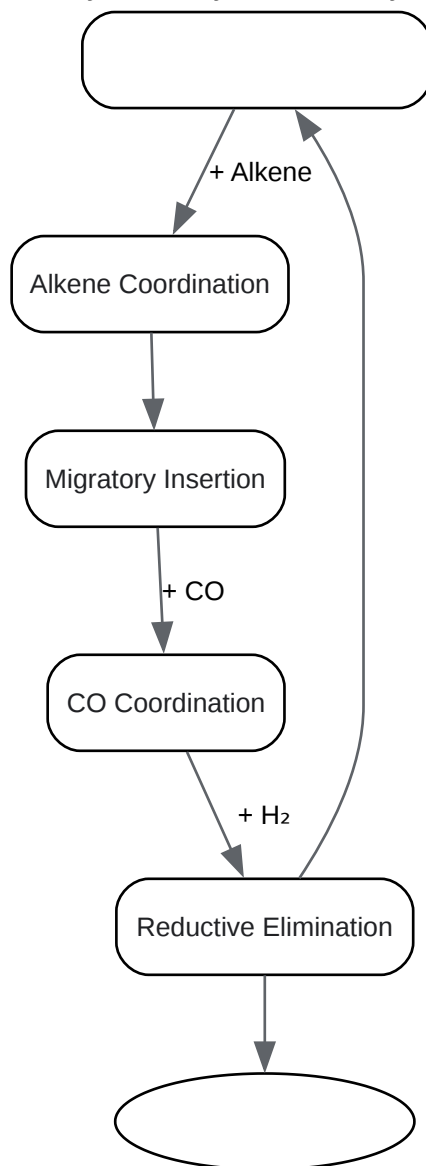 + Alkene
Alkene Coordination
Migratory Insertion
+ CO
CO Coordination
+ H₂
Reductive Elimination